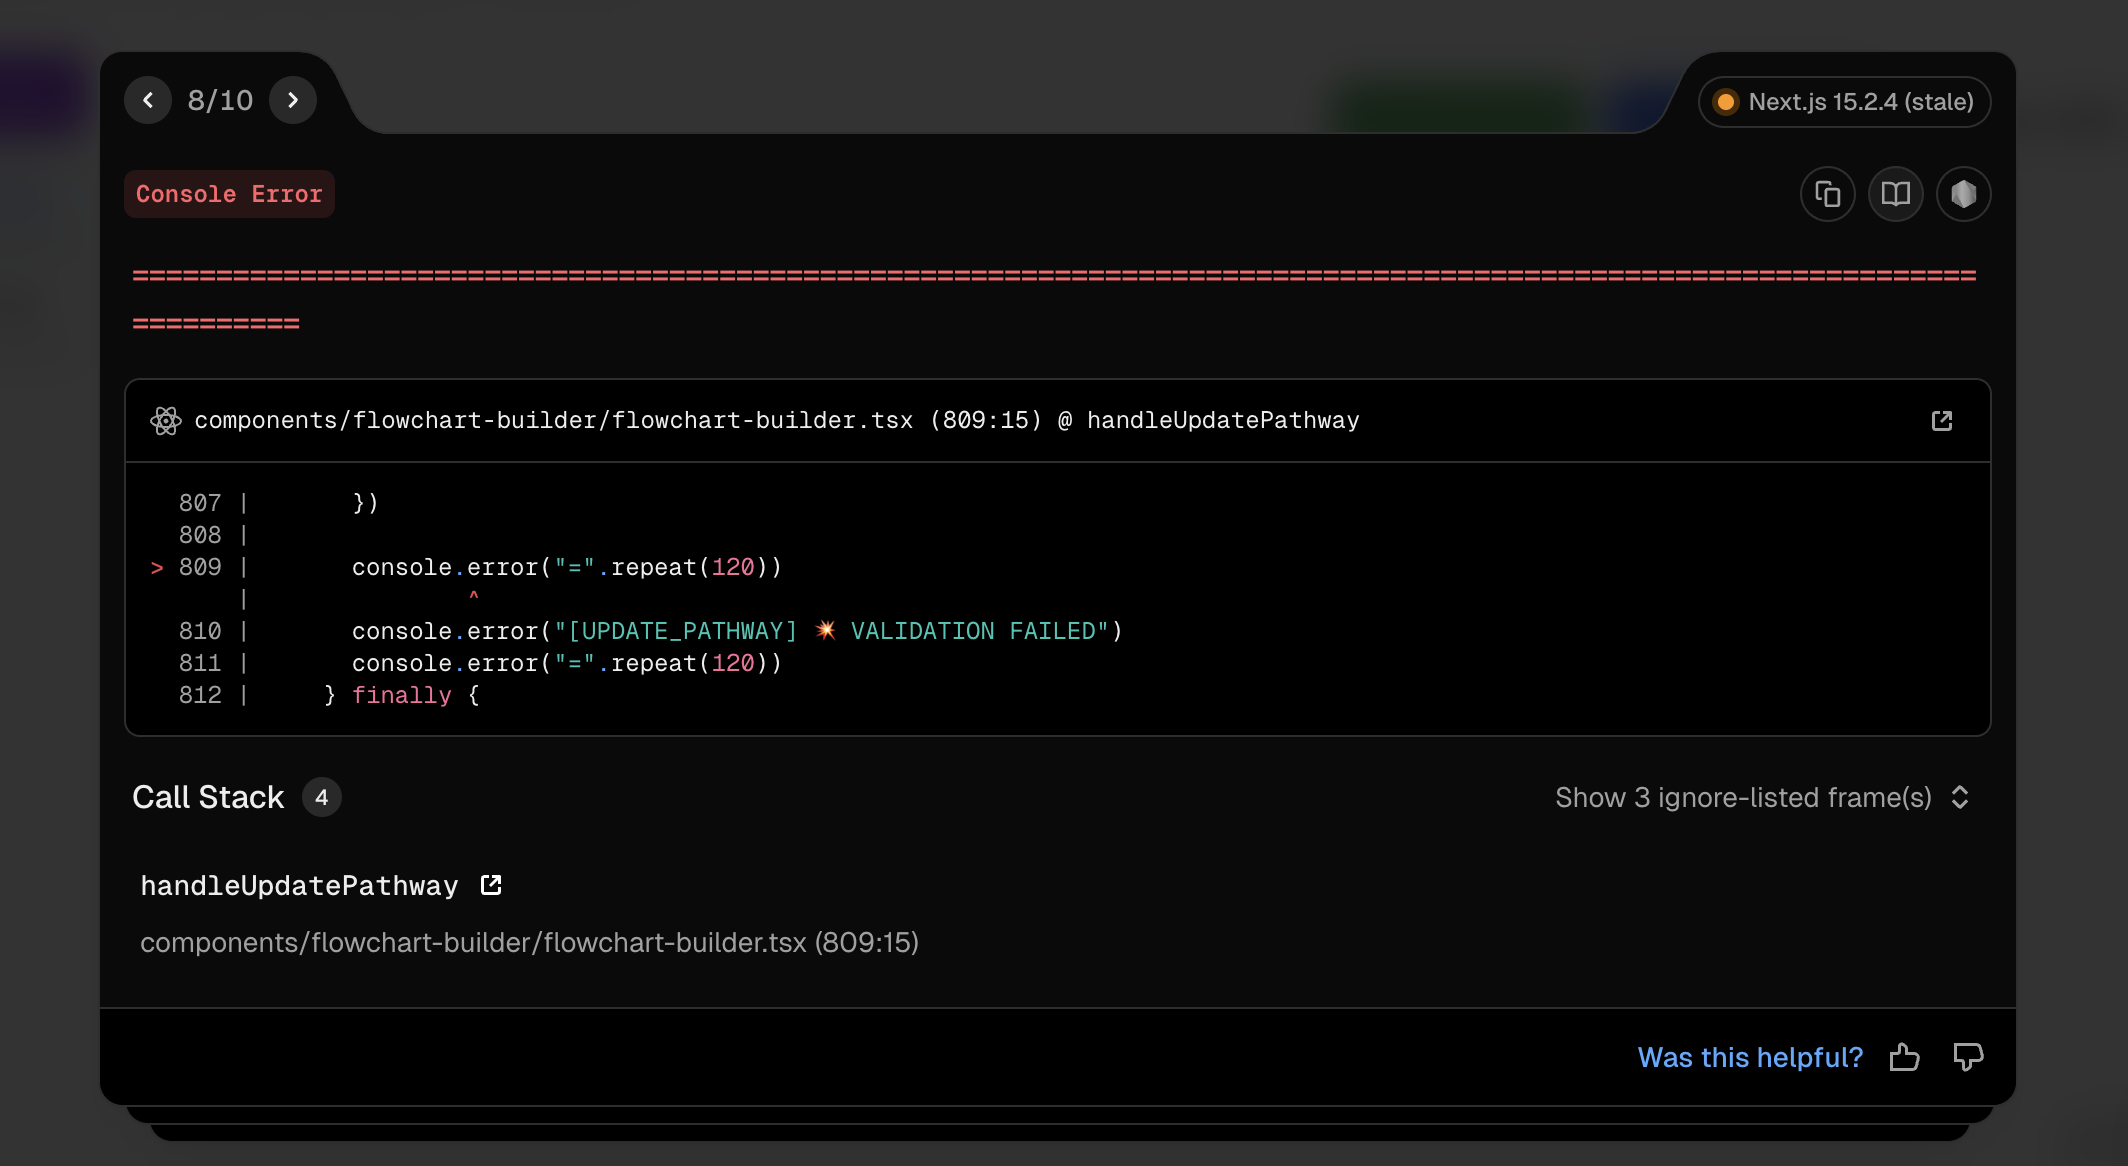 8/10
Next.js 15.2.4 (stale)
Console Error
==============================================================================================================
==========
components/flowchart-builder/flowchart-builder.tsx (809:15) @ handleUpdatePathway
807 |       })
808 |
> 809 |       console.error("=".repeat(120))
|               ^
810 |       console.error("[UPDATE_PATHWAY] 💥 VALIDATION FAILED")
811 |       console.error("=".repeat(120))
812 |     } finally {
Call Stack 4
Show 3 ignore-listed frame(s)
handleUpdatePathway
components/flowchart-builder/flowchart-builder.tsx (809:15)
Was this helpful?